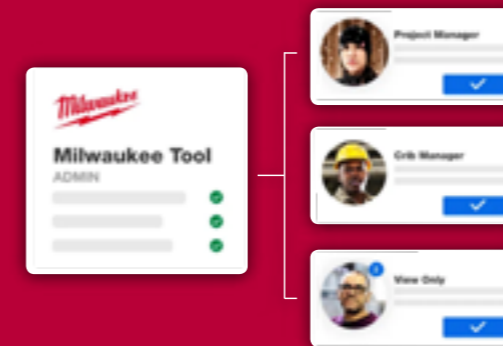 Milwaukee
Milwaukee Tool
ADMIN
Project Manager
Crib Manager
View Only